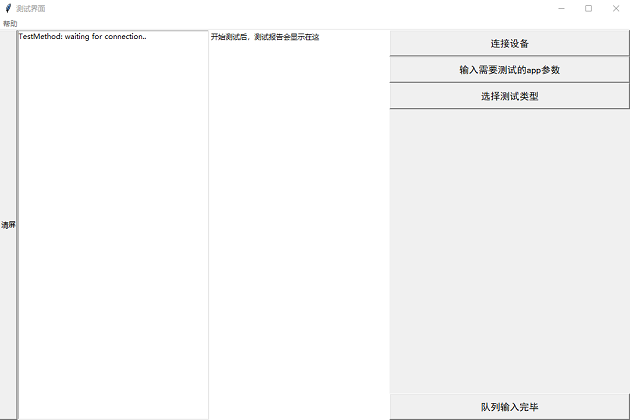 测试界面
帮助
清屏
TestMethod: waiting for connection..
开始测试后，测试报告会显示在这
连接设备
输入需要测试的app参数
选择测试类型
队列输入完毕